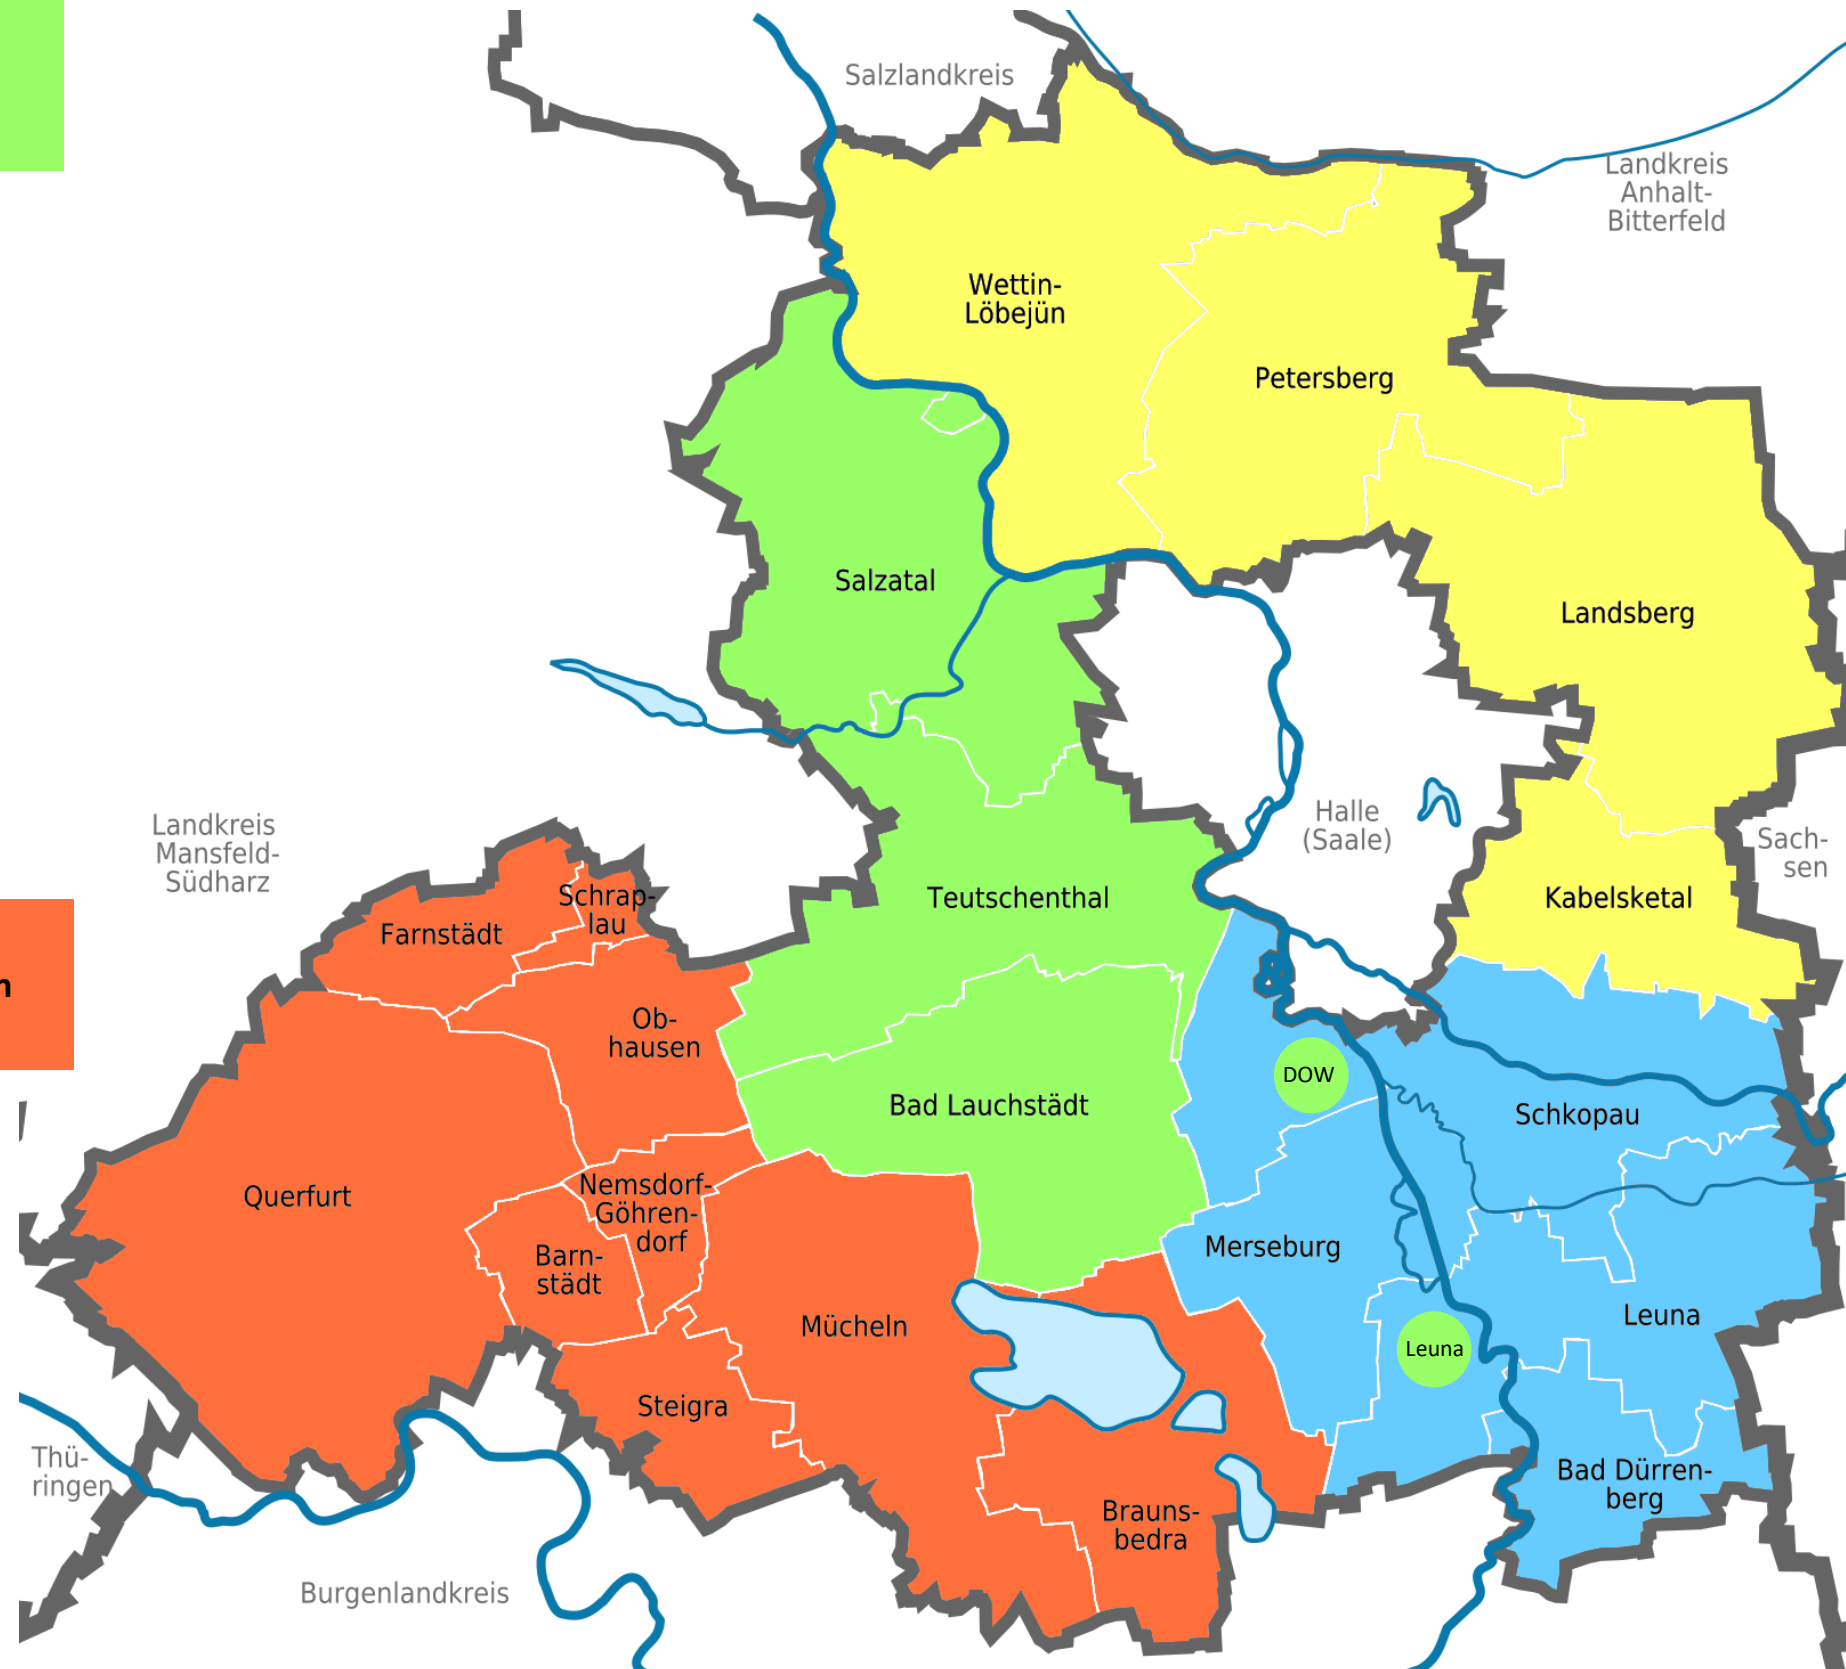 Salzlandkreis
Landkreis
Anhalt-
Bitterfeld
Wettin-
Löbejün
Petersberg
Salzatal
Landsberg
Halle
(Saale)
Sach-
sen
Landkreis
Mansfeld-
Südharz
Schrap-
lau
Farnstädt
Teutschenthal
Kabelsketal
n
Ob-
hausen
DOW
Bad Lauchstädt
Schkopau
Querfurt
Nemsdorf-
Göhren-
dorf
Barn-
städt
Merseburg
Mücheln
Leuna
Leuna
Steigra
Thü-
ringen
Bad Dürren-
berg
Brauns-
bedra
Burgenlandkreis